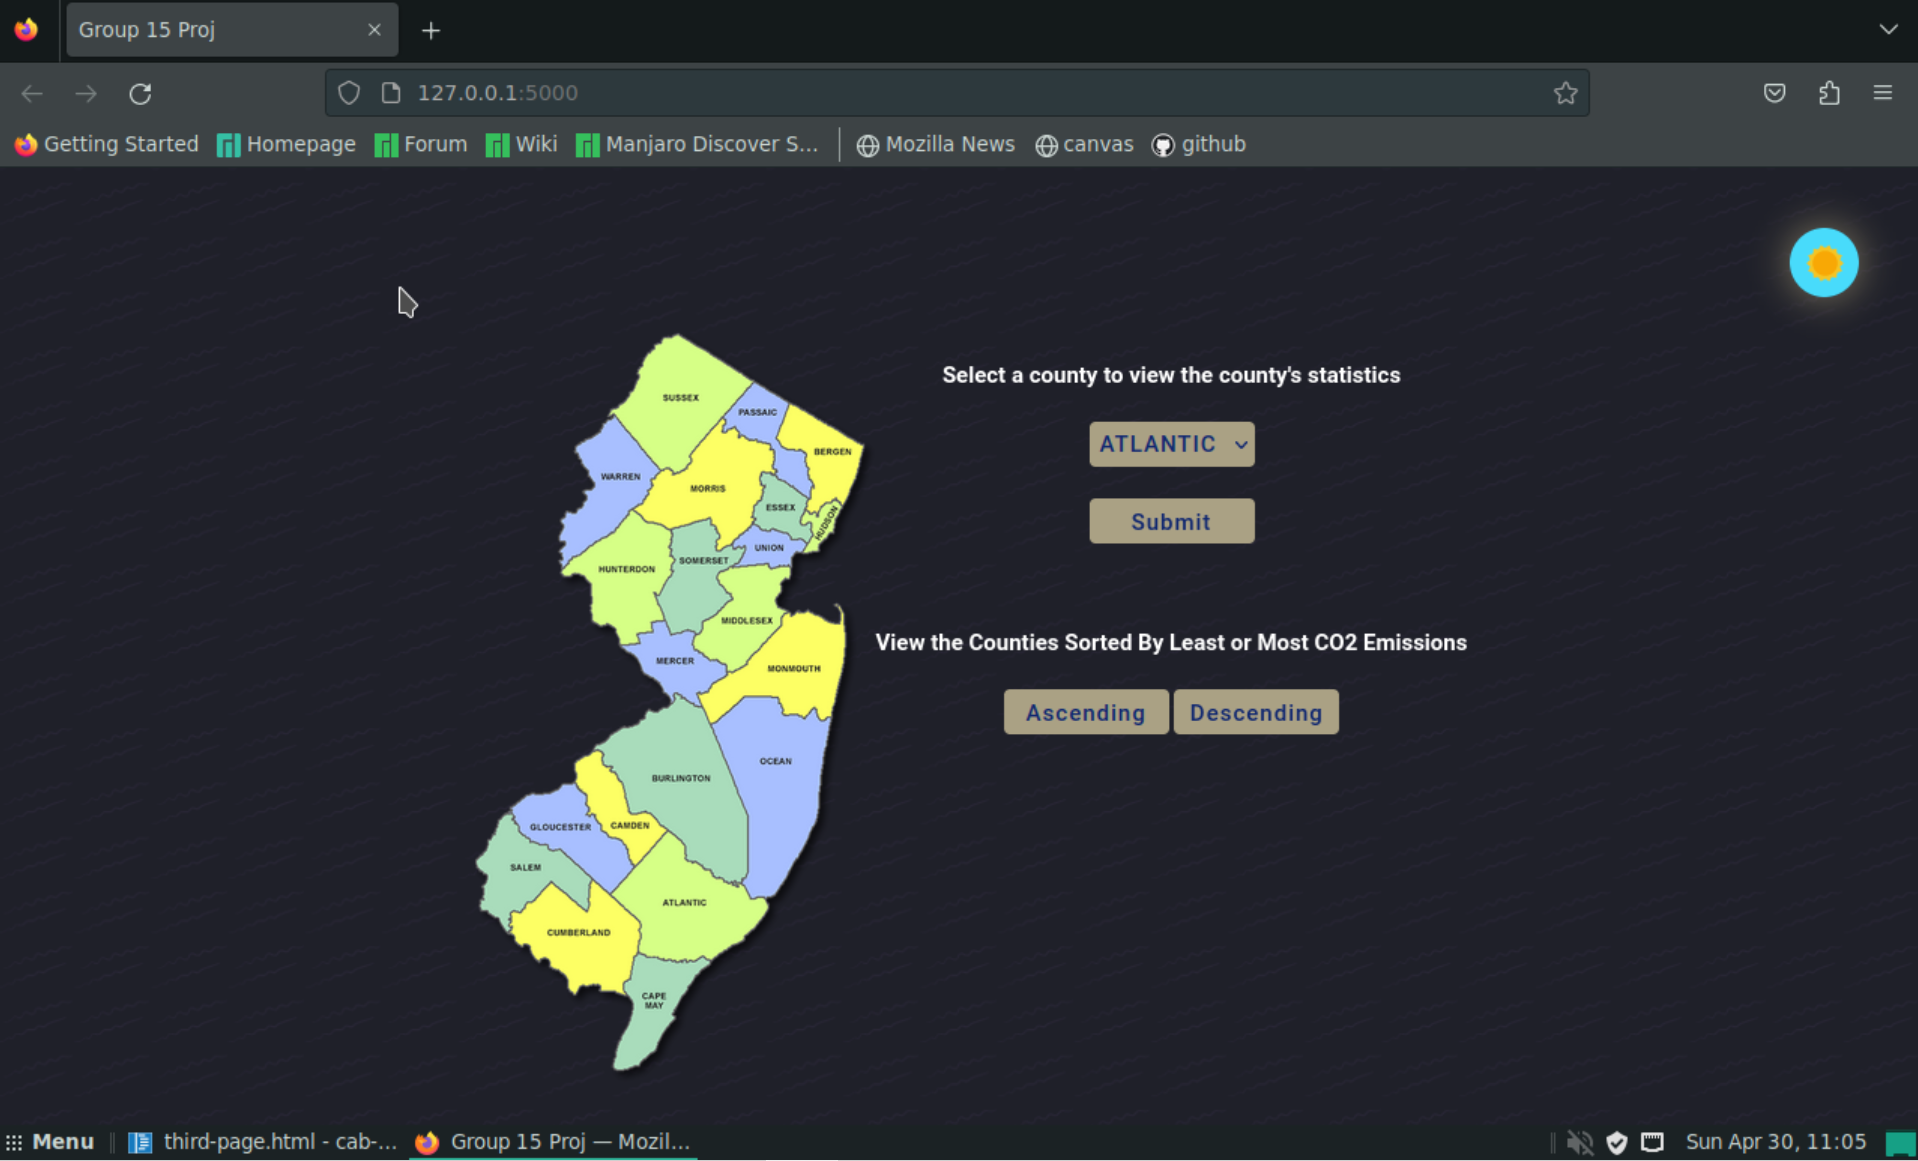 Group 15 Proj
127.0.0.1:5000
Getting Started Homepage Forum Wiki Manjaro Discover S... Mozilla News canvas github
Select a county to view the county's statistics
ATLANTIC
Submit
View the Counties Sorted By Least or Most CO2 Emissions
Ascending Descending
SUSSEX
PASSAIC
BERGEN
WARREN
MORRIS
ESSEX
HUDSON
UNION
SOMERSET
HUNTERDON
MIDDLESEX
MERCER
MONMOUTH
OCEAN
BURLINGTON
CAMDEN
GLOUCESTER
SALEM
ATLANTIC
CUMBERLAND
CAPE
MAY
Menu third-page.html - cab-... Group 15 Proj — Mozil... Sun Apr 30, 11:05